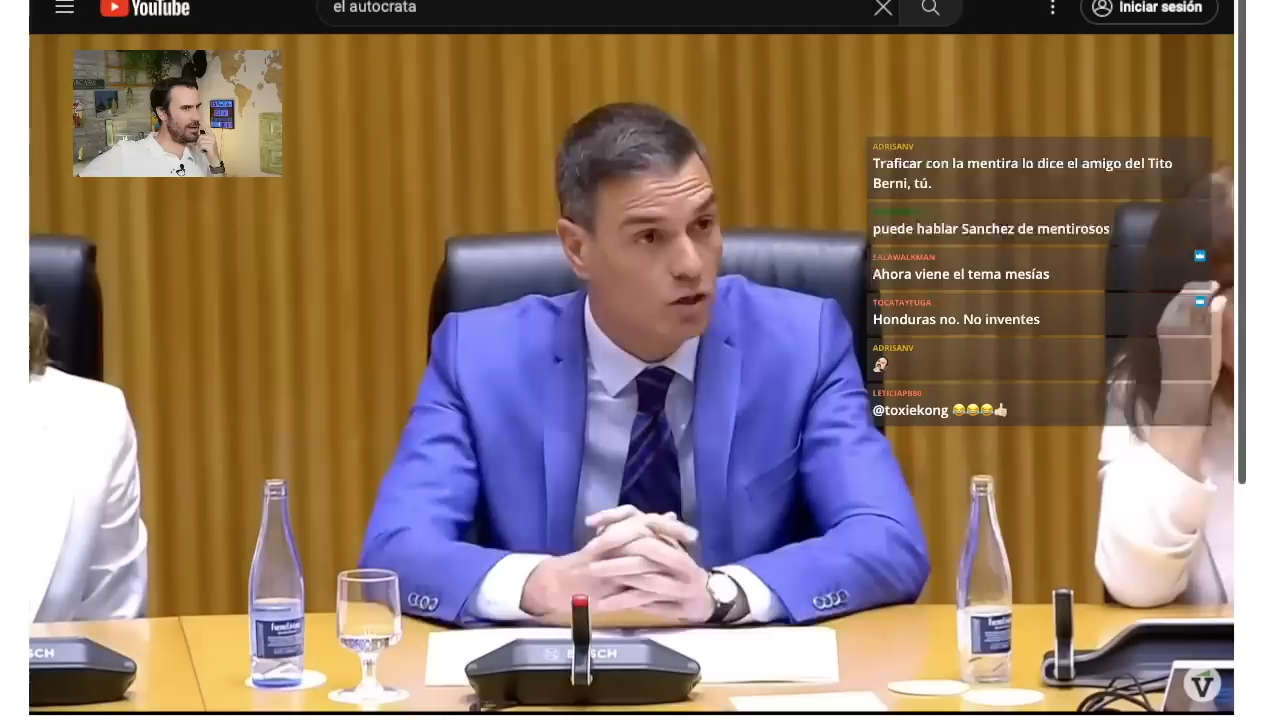 YouTube
el autocrata
Iniciar sesión
ADRISANV
Traficar con la mentira lo dice el amigo del Tito
Berni, tú.
puede hablar Sanchez de mentirosos
SALAWALKMAN
Ahora viene el tema mesías
TOCATAYFUGA
Honduras no. No inventes
ADRISANV
LETICIAPB80
@toxiekong 😂😂😂👍🏻
SCH
BOSCH
V